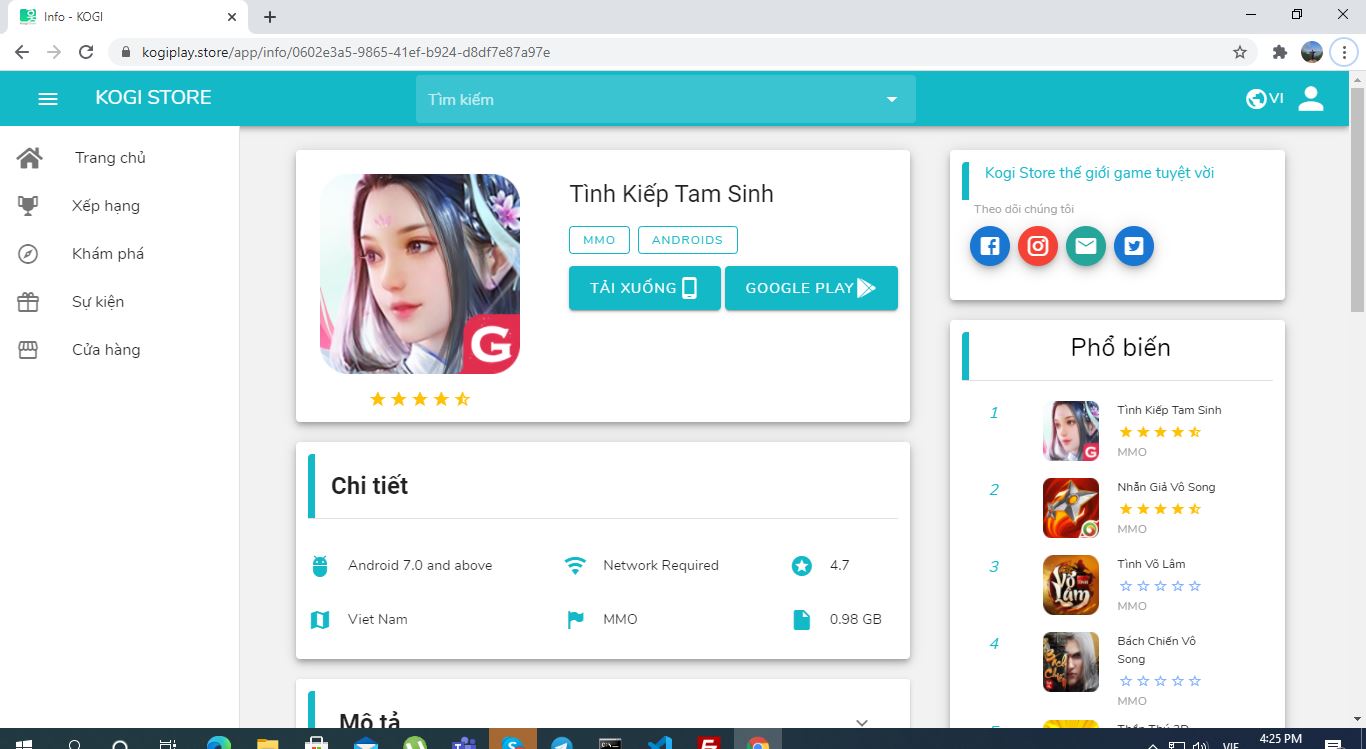 Info - KOGI
kogiplay.store/app/info/0602e3a5-9865-41ef-b924-d8df7e87a97e
KOGI STORE
Tìm kiếm
VI
Trang chủ
Xếp hạng
Khám phá
Sự kiện
Cửa hàng
G
Tình Kiếp Tam Sinh
MMO
ANDROIDS
TẢI XUỐNG
GOOGLE PLAY
Chi tiết
Android 7.0 and above
Network Required
4.7
Viet Nam
MMO
0.98 GB
Mô tả
Kogi Store thế giới game tuyệt vời
Theo dõi chúng tôi
Phổ biến
1
G
Tình Kiếp Tam Sinh
MMO
2
Nhẫn Giả Vô Song
MMO
3
Võ Lâm
Tình Võ Lâm
MMO
4
Bách Chiến Vô
Song
MMO
4:25 PM
VIE